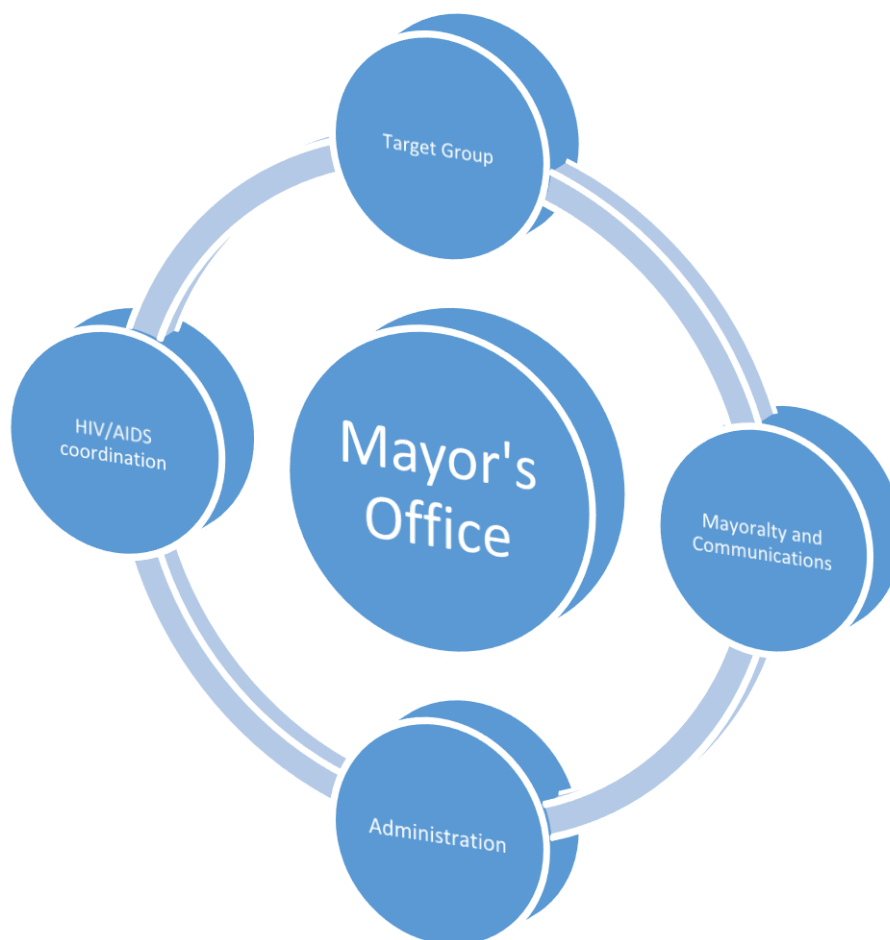 Target Group
HIV/AIDS
coordination
Mayor's
Office
Mayoralty and
Communications
Administration